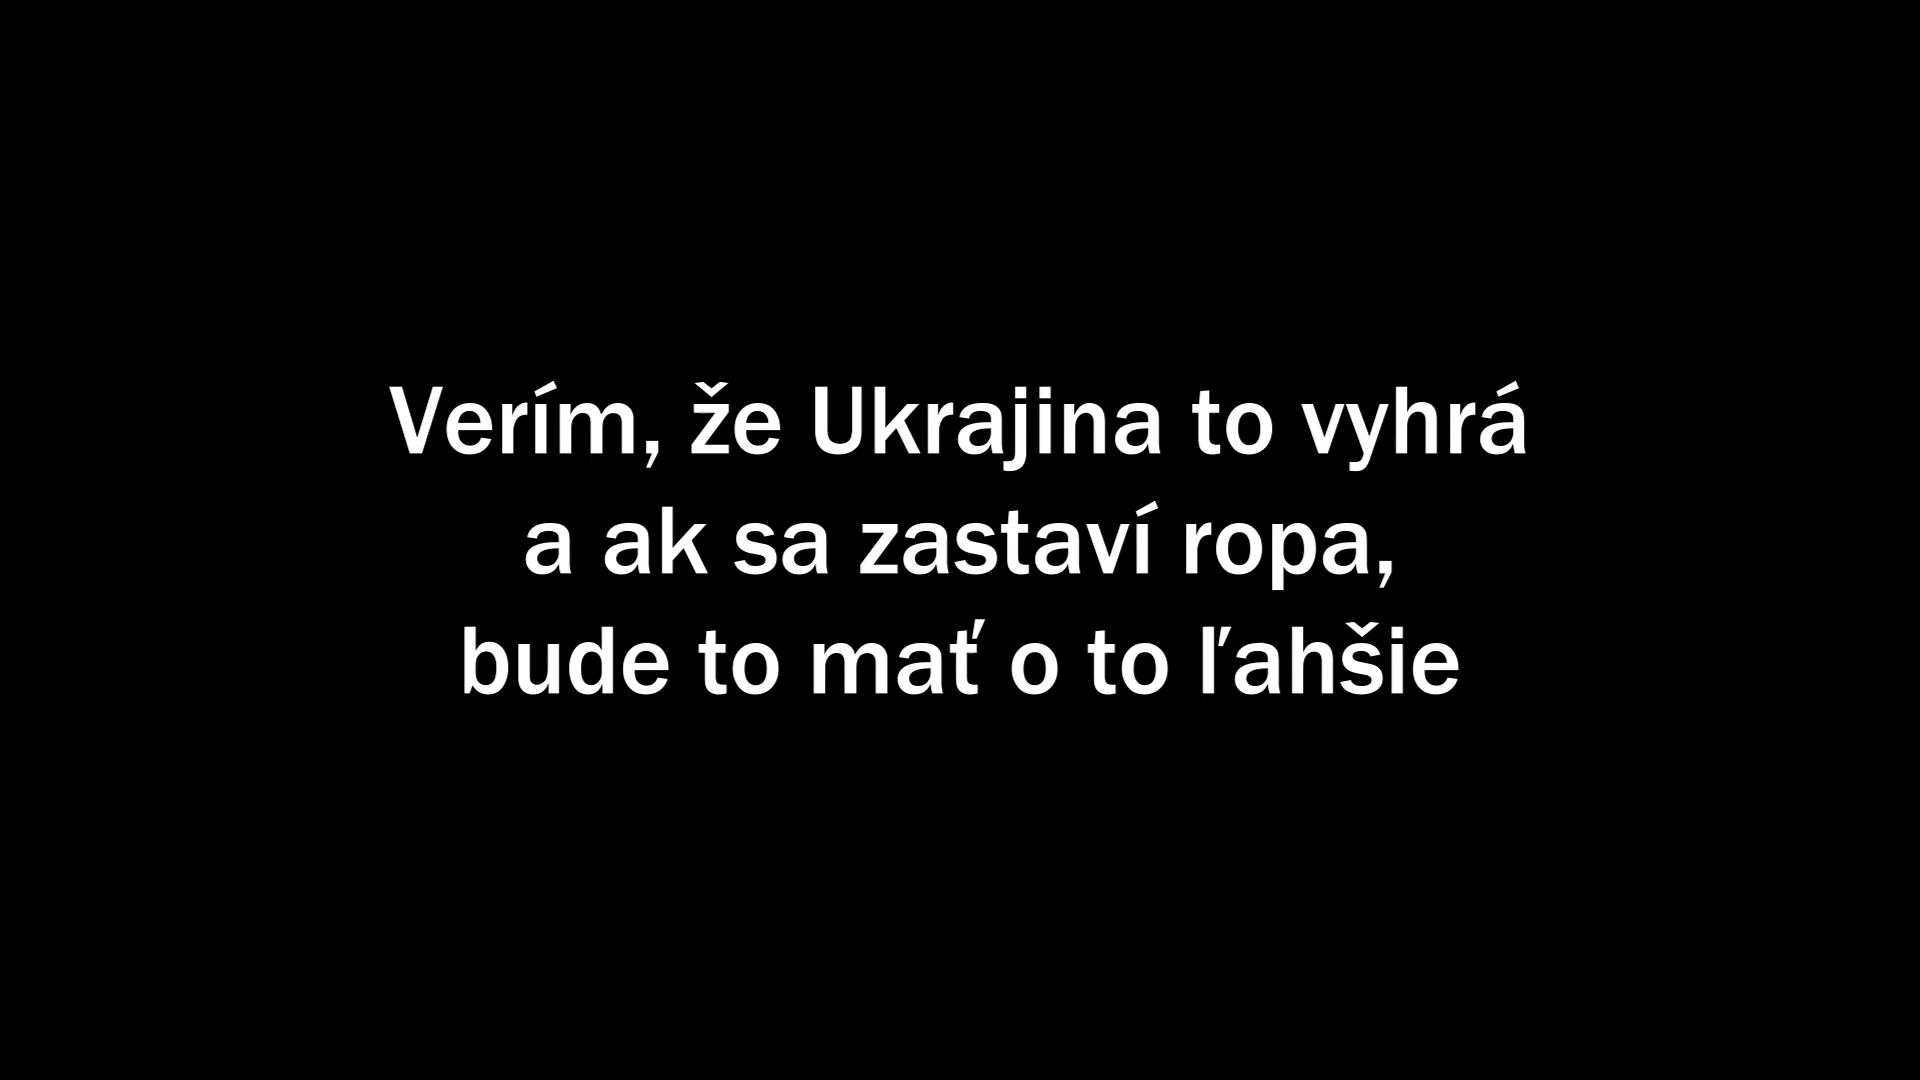 Verím, že Ukrajina to vyhrá
a ak sa zastaví ropa,
bude to mať o to ľahšie